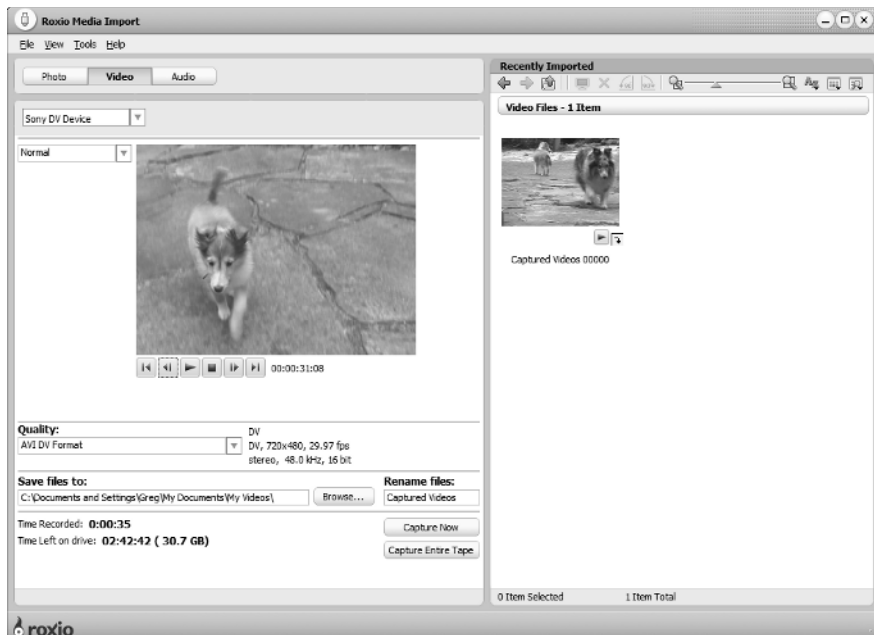 Roxio Media Import
File View Tools Help
Photo Video Audio
Sony DV Device
Normal
00:00:31:08
Quality:
AVI DV Format
DV
DV, 720x480, 29.97 fps
stereo, 48.0 kHz, 16 bit
Save files to:
C:\Documents and Settings\Greg\My Documents\My Videos\
Browse...
Rename files:
Captured Videos
Time Recorded: 0:00:35
Time Left on drive: 02:42:42 ( 30.7 GB)
Capture Now
Capture Entire Tape
Recently Imported
Video Files - 1 Item
Captured Videos 00000
0 Item Selected 1 Item Total
roxio